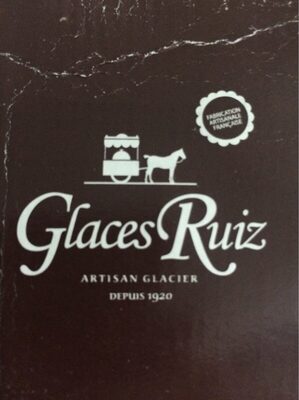 FABRICATION
ARTISANALE
FRANÇAISE
Glaces Ruiz
ARTISAN GLACIER
DEPUIS 1920